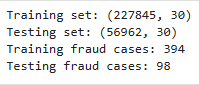 Training set: (227845, 30)
Testing set: (56962, 30)
Training fraud cases: 394
Testing fraud cases: 98